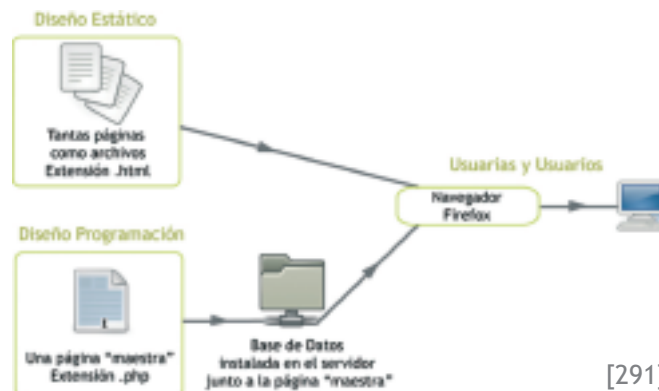 Diseño Estático
Tantas páginas
como archivos
Extensión .html
Usuarias y Usuarios
Navegador
Firefox
Diseño Programación
Una página "maestra"
Extensión .php
Base de Datos
instalada en el servidor
junto a la página "maestra"
[291]